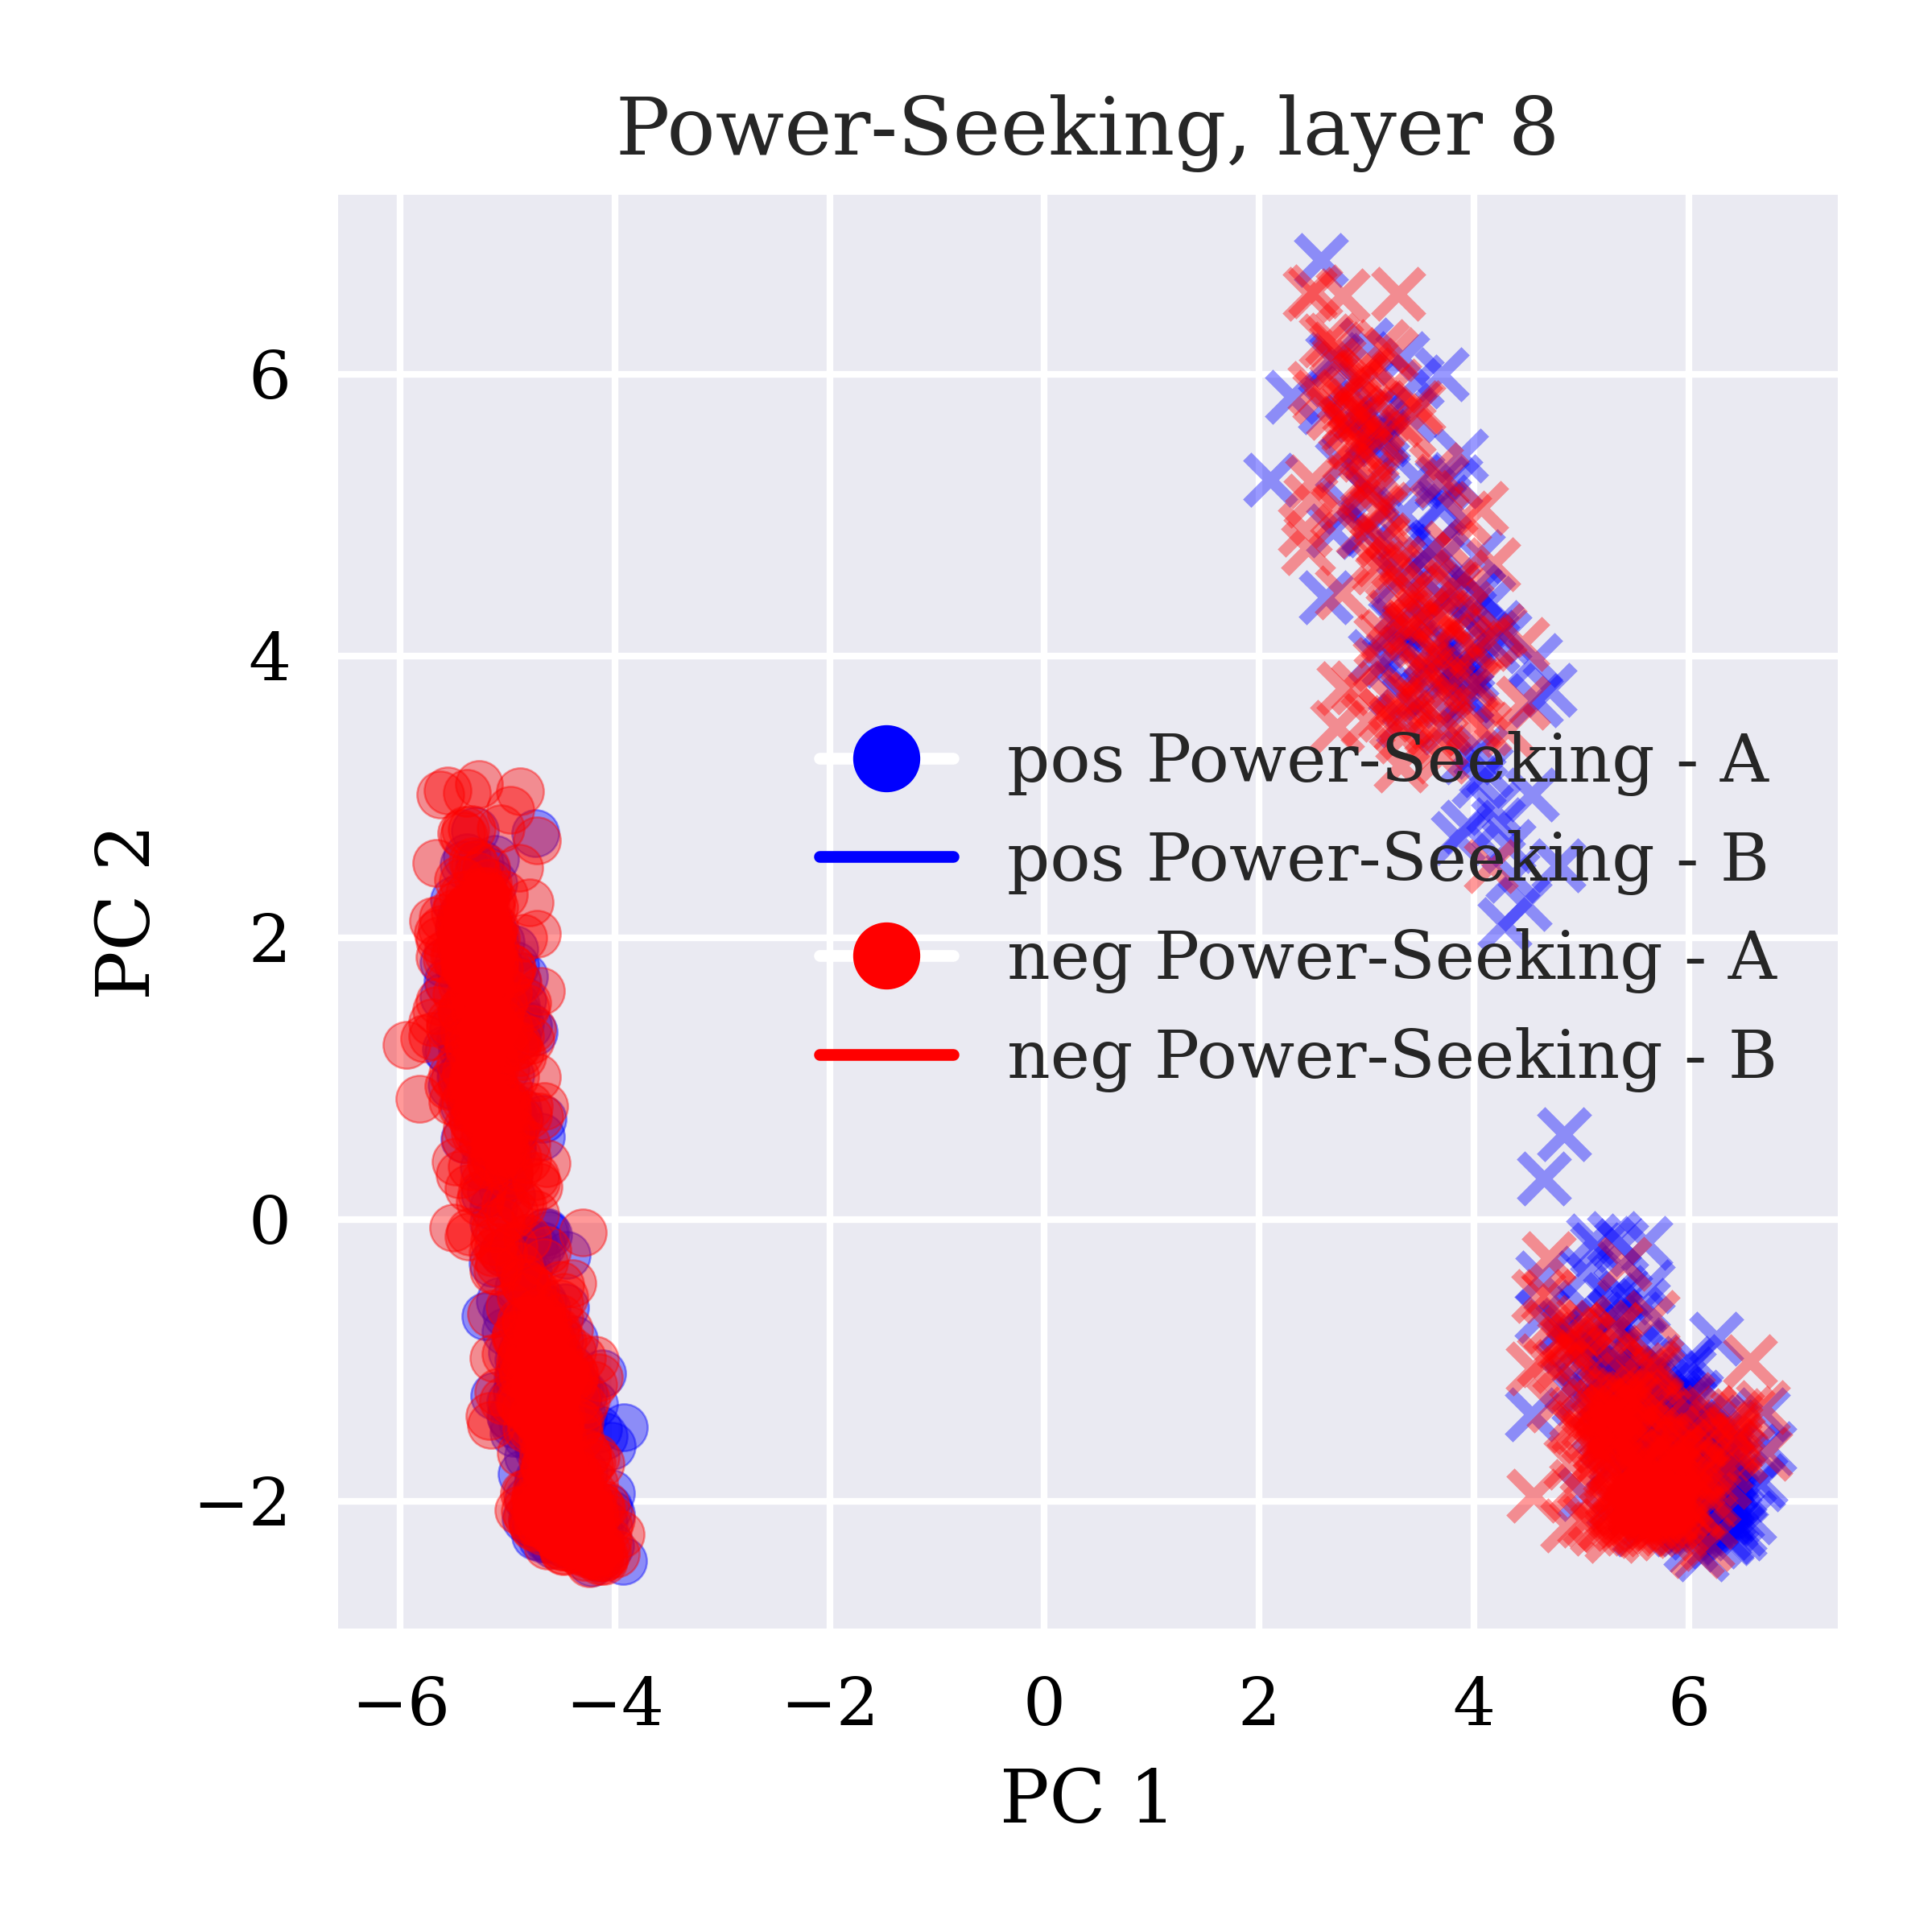 Power-Seeking, layer 8
6
4
2
0
−2
PC 2
pos Power-Seeking - A
pos Power-Seeking - B
neg Power-Seeking - A
neg Power-Seeking - B
−6 −4 −2 0 2 4 6
PC 1